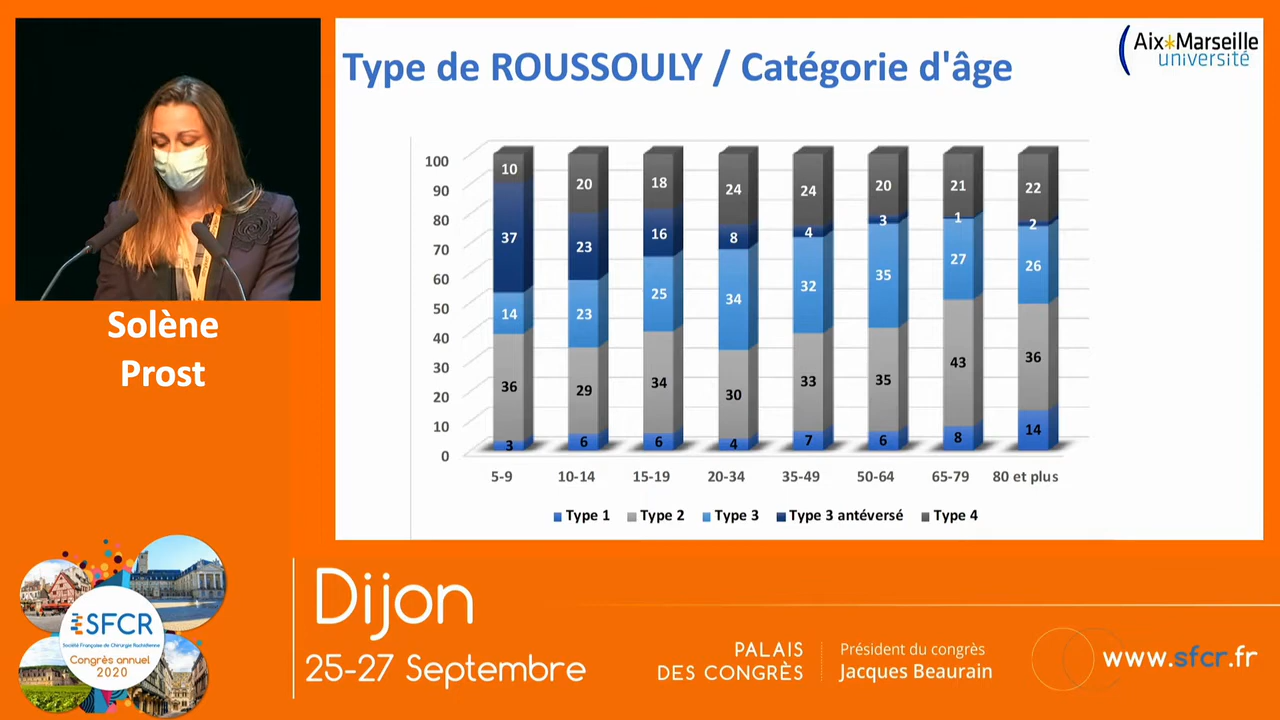 Type de ROUSSOULY / Catégorie d'âge
Aix*Marseille
université
100
90
80
70
60
50
40
30
20
10
0
10 20 18 24 24 20 21 22
37 23 16 8 4 3 1 2
14 23 25 34 32 35 27 26
36 29 34 30 33 35 43 36
3 6 6 4 7 6 8 14
5-9 10-14 15-19 20-34 35-49 50-64 65-79 80 et plus
Type 1 Type 2 Type 3 Type 3 antéversé Type 4
Solène
Prost
SFCR
Société Française de Chirurgie Rachidienne
Congrès annuel
2020
Dijon
25-27 Septembre
PALAIS
DES CONGRÈS
Président du congrès
Jacques Beaurain
www.sfcr.fr